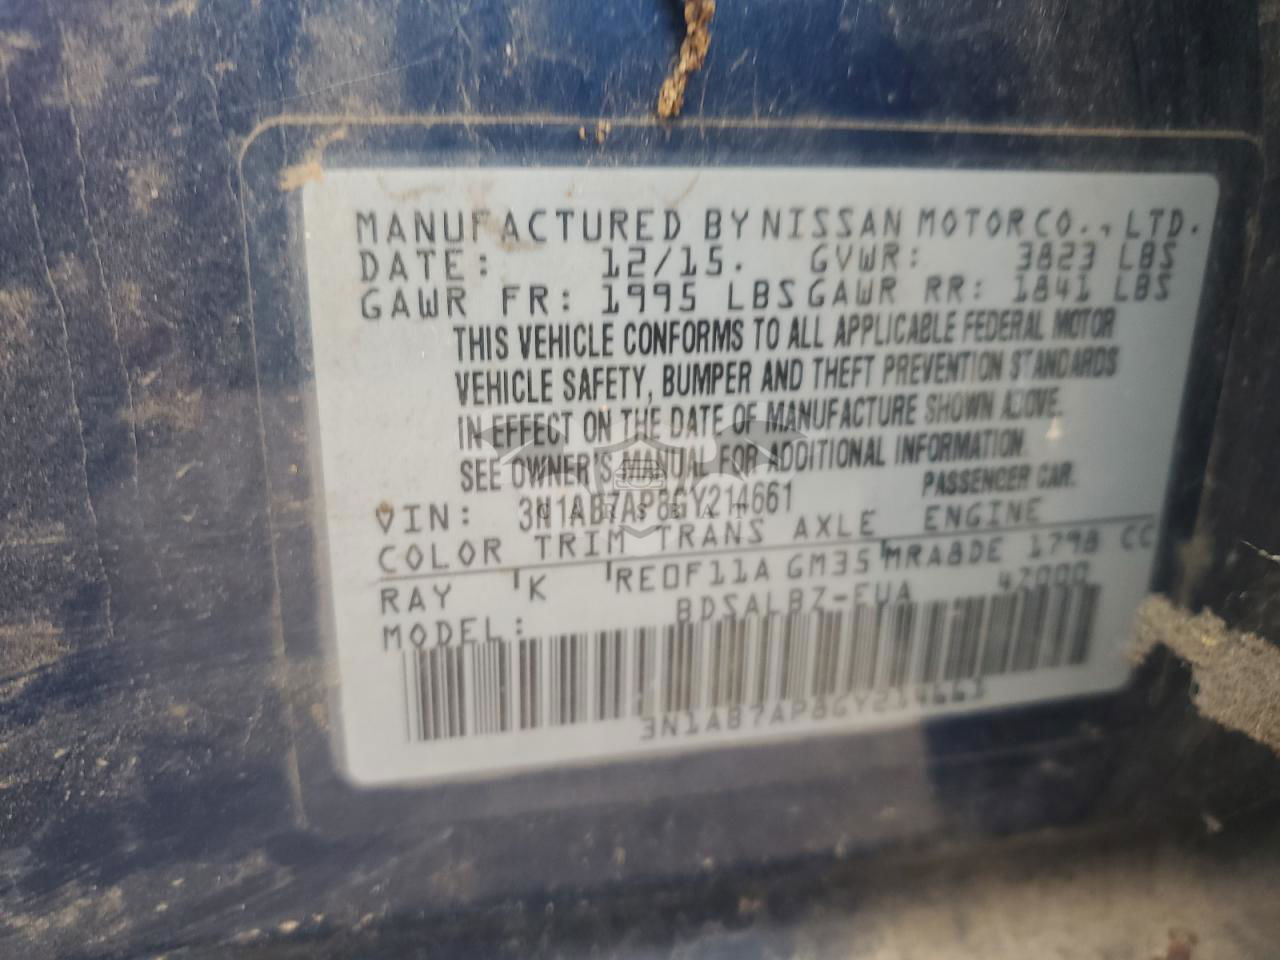 MANUFACTURED BY NISSAN MOTOR CO., LTD.
DATE: 12/15. GVWR: 3823 LBS
GAWR FR: 1995 LBS GAWR RR: 1841 LBS
THIS VEHICLE CONFORMS TO ALL APPLICABLE FEDERAL MOTOR
VEHICLE SAFETY, BUMPER AND THEFT PREVENTION STANDARDS
IN EFFECT ON THE DATE OF MANUFACTURE SHOWN ABOVE.
SEE OWNER'S MANUAL FOR ADDITIONAL INFORMATION.
PASSENGER CAR.
VIN: 3N1AB7AP8GY214661
COLOR TRIM TRANS AXLE ENGINE
RAY K RE0F11A GM35 MRA8DE 1798 CC
MODEL: BDSALBZ-EUA 42000
3N1AB7AP8GY214661